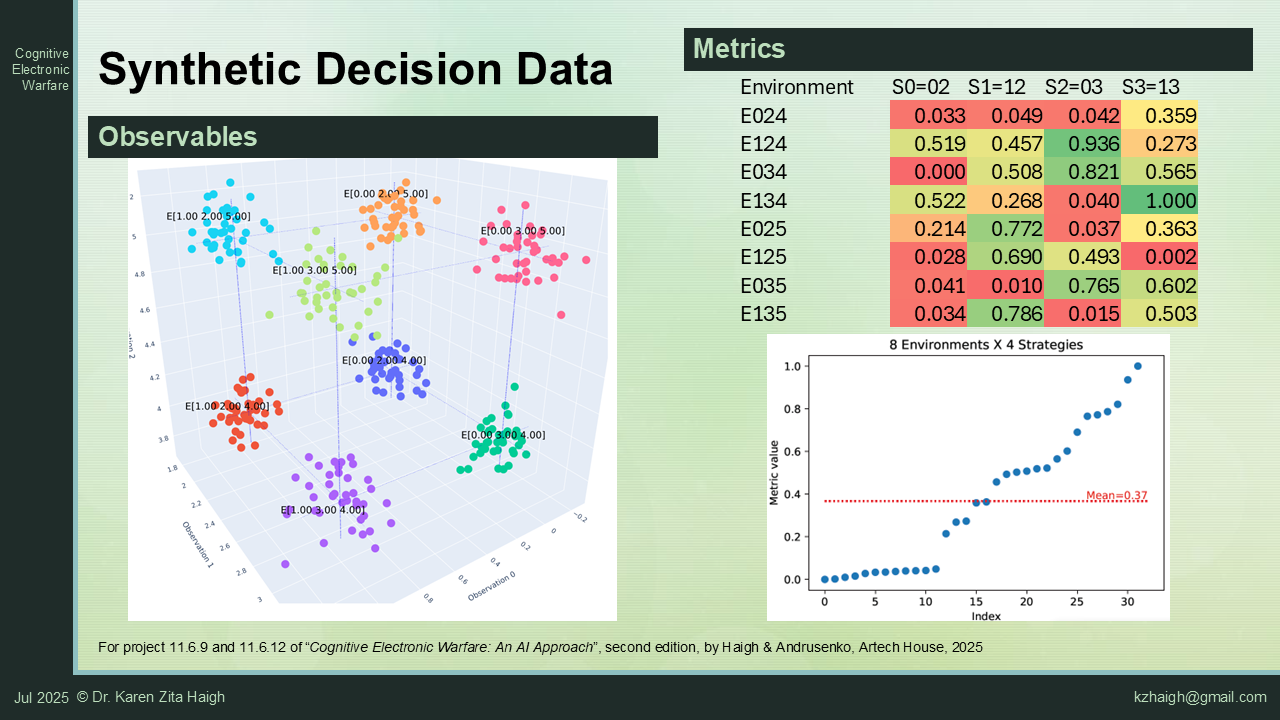 Cognitive
Electronic
Warfare
Synthetic Decision Data
Observables
E[1.00 2.00 5.00]
E[0.00 2.00 5.00]
E[0.00 3.00 5.00]
E[1.00 3.00 5.00]
E[0.00 2.00 4.00]
E[1.00 2.00 4.00]
E[0.00 3.00 4.00]
E[1.00 3.00 4.00]
2
5
4.8
4.6
4.4
4.2
4
3.8
1.8
2
2.2
2.4
2.6
2.8
3
Observation 1
−0.2
0
0.2
0.4
0.6
0.8
Observation 0
Metrics
Environment S0=02 S1=12 S2=03 S3=13
E024 0.033 0.049 0.042 0.359
E124 0.519 0.457 0.936 0.273
E034 0.000 0.508 0.821 0.565
E134 0.522 0.268 0.040 1.000
E025 0.214 0.772 0.037 0.363
E125 0.028 0.690 0.493 0.002
E035 0.041 0.010 0.765 0.602
E135 0.034 0.786 0.015 0.503
8 Environments X 4 Strategies
Metric value
1.0
0.8
0.6
0.4
0.2
0.0
Mean=0.37
0 5 10 15 20 25 30
Index
For project 11.6.9 and 11.6.12 of “Cognitive Electronic Warfare: An AI Approach”, second edition, by Haigh & Andrusenko, Artech House, 2025
Jul 2025 © Dr. Karen Zita Haigh
kzhaigh@gmail.com